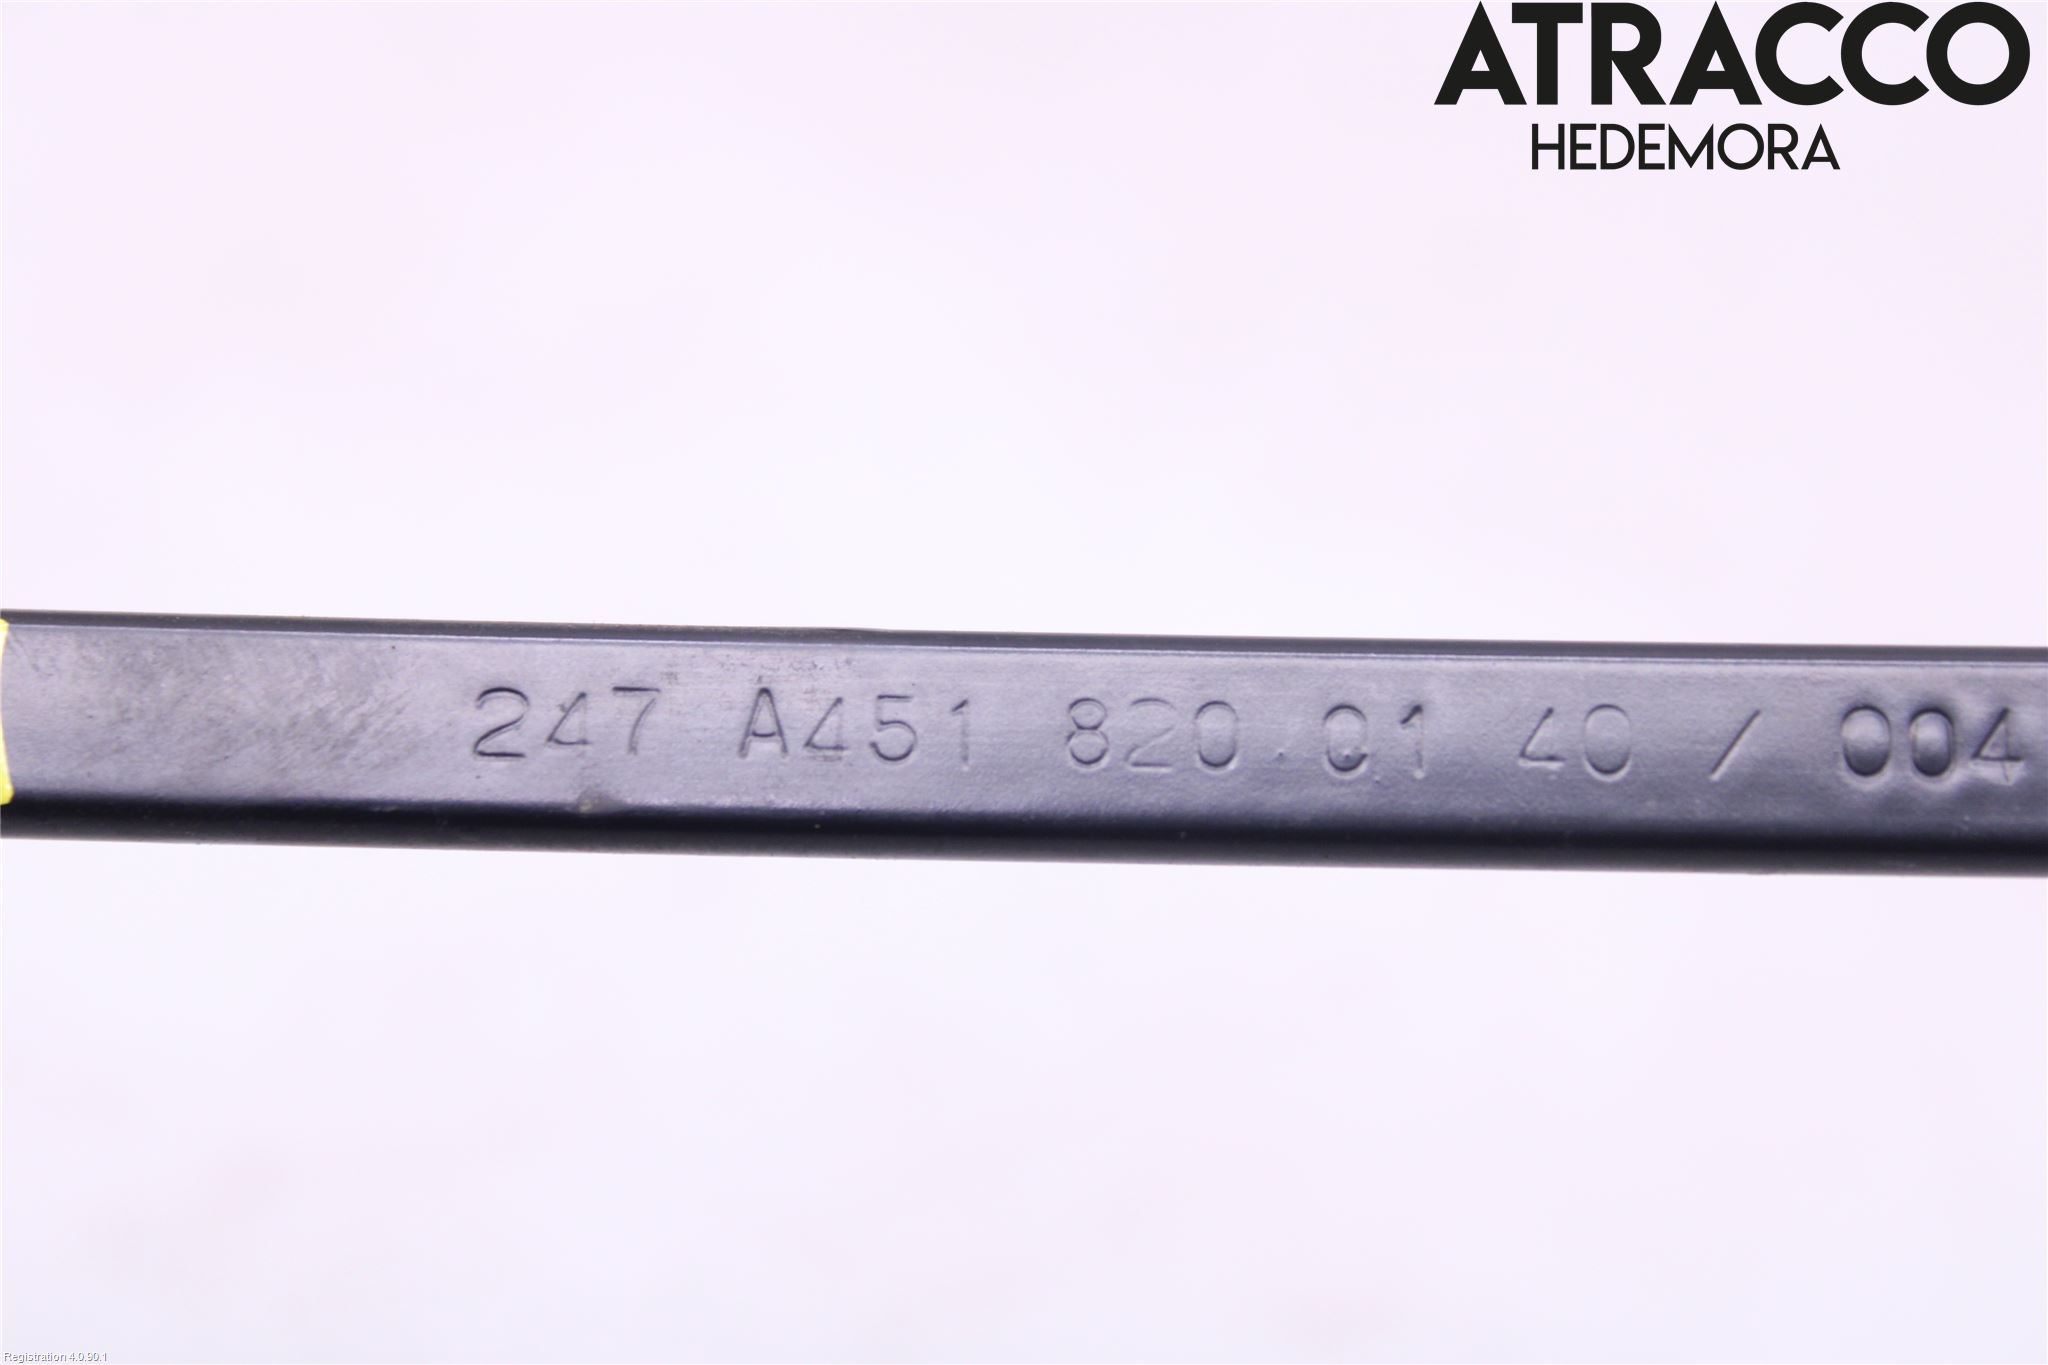 ATRACCO
HEDEMORA
247 A451 820 01 40 / 004
Registration 4.0.90.1